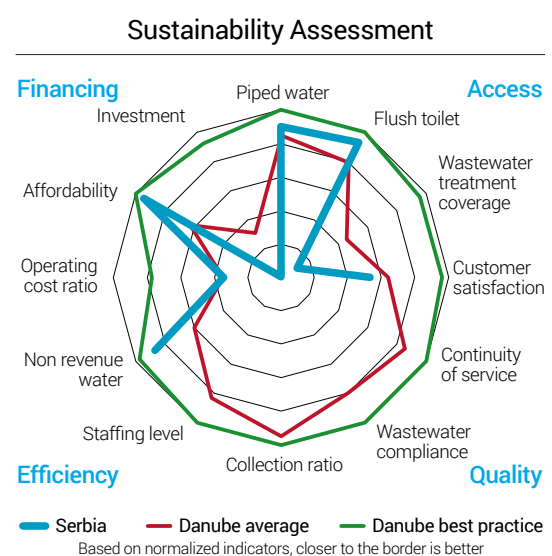 Sustainability Assessment
Financing
Access
Piped water
Investment
Flush toilet
Wastewater
treatment
coverage
Affordability
Operating
cost ratio
Customer
satisfaction
Non revenue
water
Continuity
of service
Staffing level
Wastewater
compliance
Collection ratio
Efficiency
Quality
Serbia
Danube average
Danube best practice
Based on normalized indicators, closer to the border is better